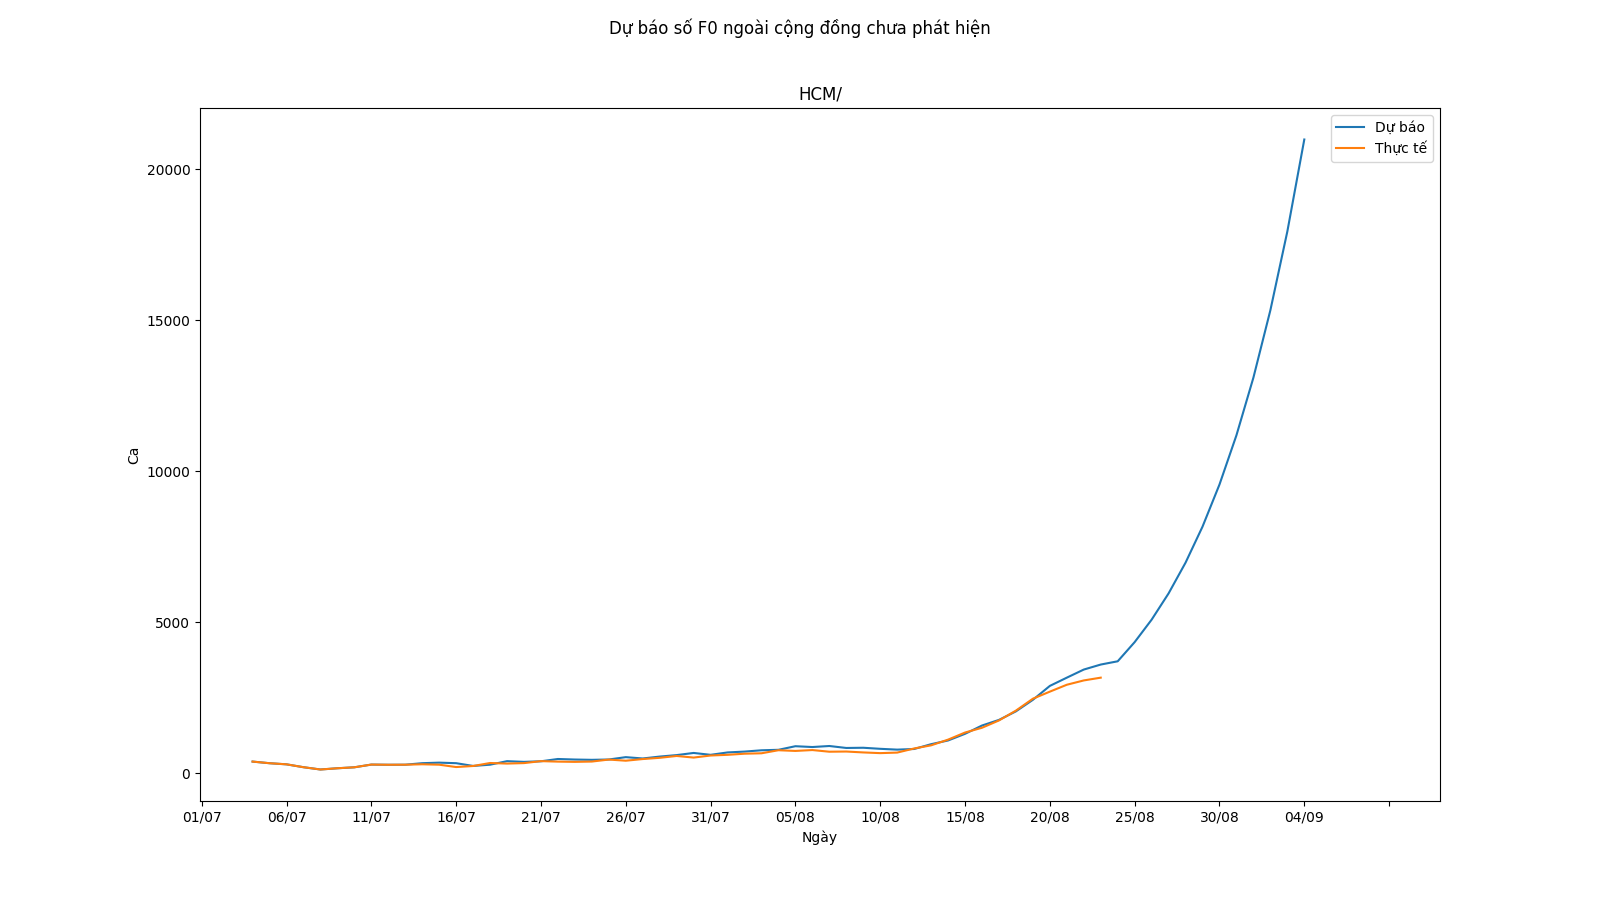 Dự báo số F0 ngoài cộng đồng chưa phát hiện
HCM/
Dự báo
Thực tế
20000
15000
10000
5000
0
Ca
01/07 06/07 11/07 16/07 21/07 26/07 31/07 05/08 10/08 15/08 20/08 25/08 30/08 04/09
Ngày